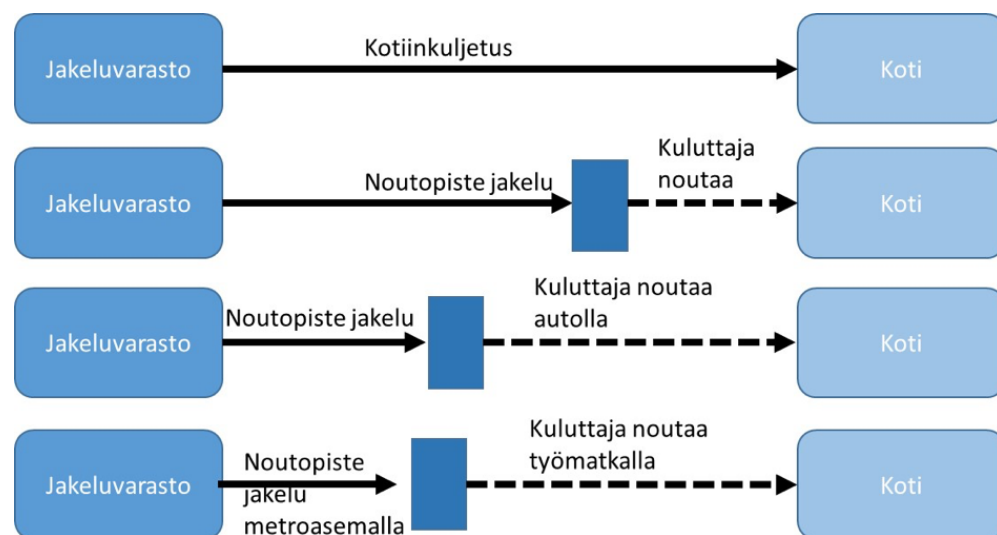 Jakeluvarasto
Kotiinkuljetus
Koti
Jakeluvarasto
Noutopiste jakelu
Kuluttaja
noutaa
Koti
Jakeluvarasto
Noutopiste jakelu
Kuluttaja noutaa
autolla
Koti
Jakeluvarasto
Noutopiste
jakelu
metroasemalla
Kuluttaja noutaa
työmatkalla
Koti